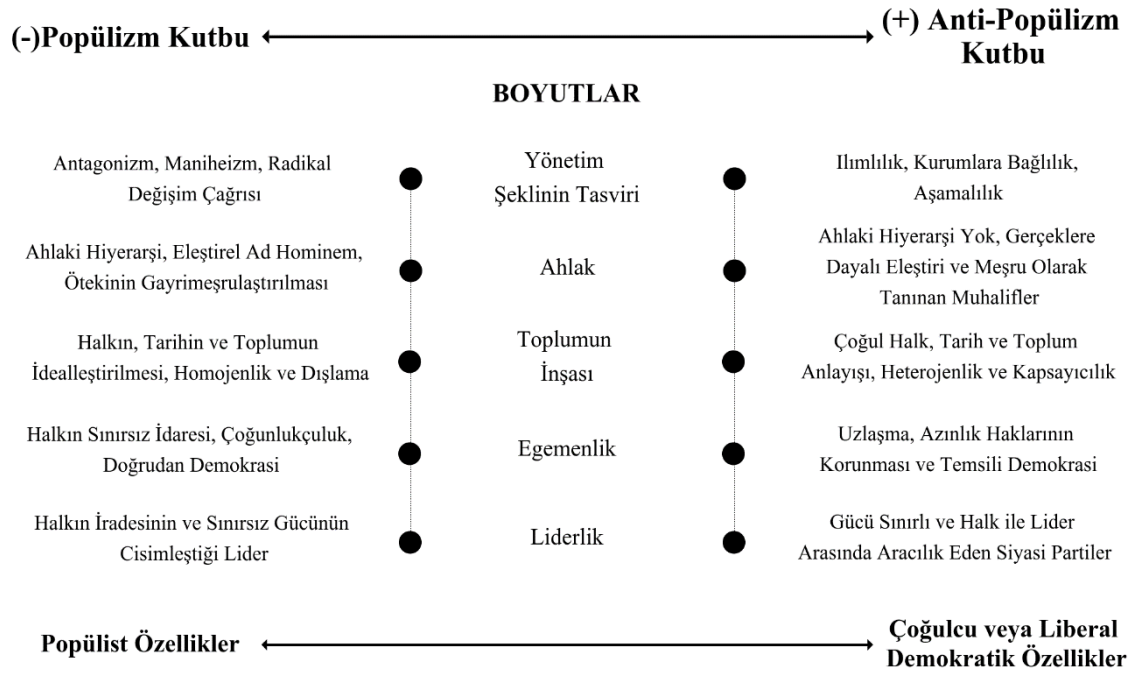 (-)Popülizm Kutbu
(+) Anti-Popülizm
Kutbu
BOYUTLAR
Antagonizm, Maniheizm, Radikal
Değişim Çağrısı
Yönetim
Şeklinin Tasviri
Ilımlılık, Kurumlara Bağlılık,
Aşamalılık
Ahlaki Hiyerarşi, Eleştirel Ad Hominem,
Ötekinin Gayrimeşrulaştırılması
Ahlak
Ahlaki Hiyerarşi Yok, Gerçeklere
Dayalı Eleştiri ve Meşru Olarak
Tanınan Muhalifler
Halkın, Tarihin ve Toplumun
İdealleştirilmesi, Homojenlik ve Dışlama
Toplumun
İnşası
Çoğul Halk, Tarih ve Toplum
Anlayışı, Heterojenlik ve Kapsayıcılık
Halkın Sınırsız İdaresi, Çoğunlukçuluk,
Doğrudan Demokrasi
Egemenlik
Uzlaşma, Azınlık Haklarının
Korunması ve Temsili Demokrasi
Halkın İradesinin ve Sınırsız Gücünün
Cisimleştiği Lider
Liderlik
Gücü Sınırlı ve Halk ile Lider
Arasında Aracılık Eden Siyasi Partiler
Popülist Özellikler
Çoğulcu veya Liberal
Demokratik Özellikler